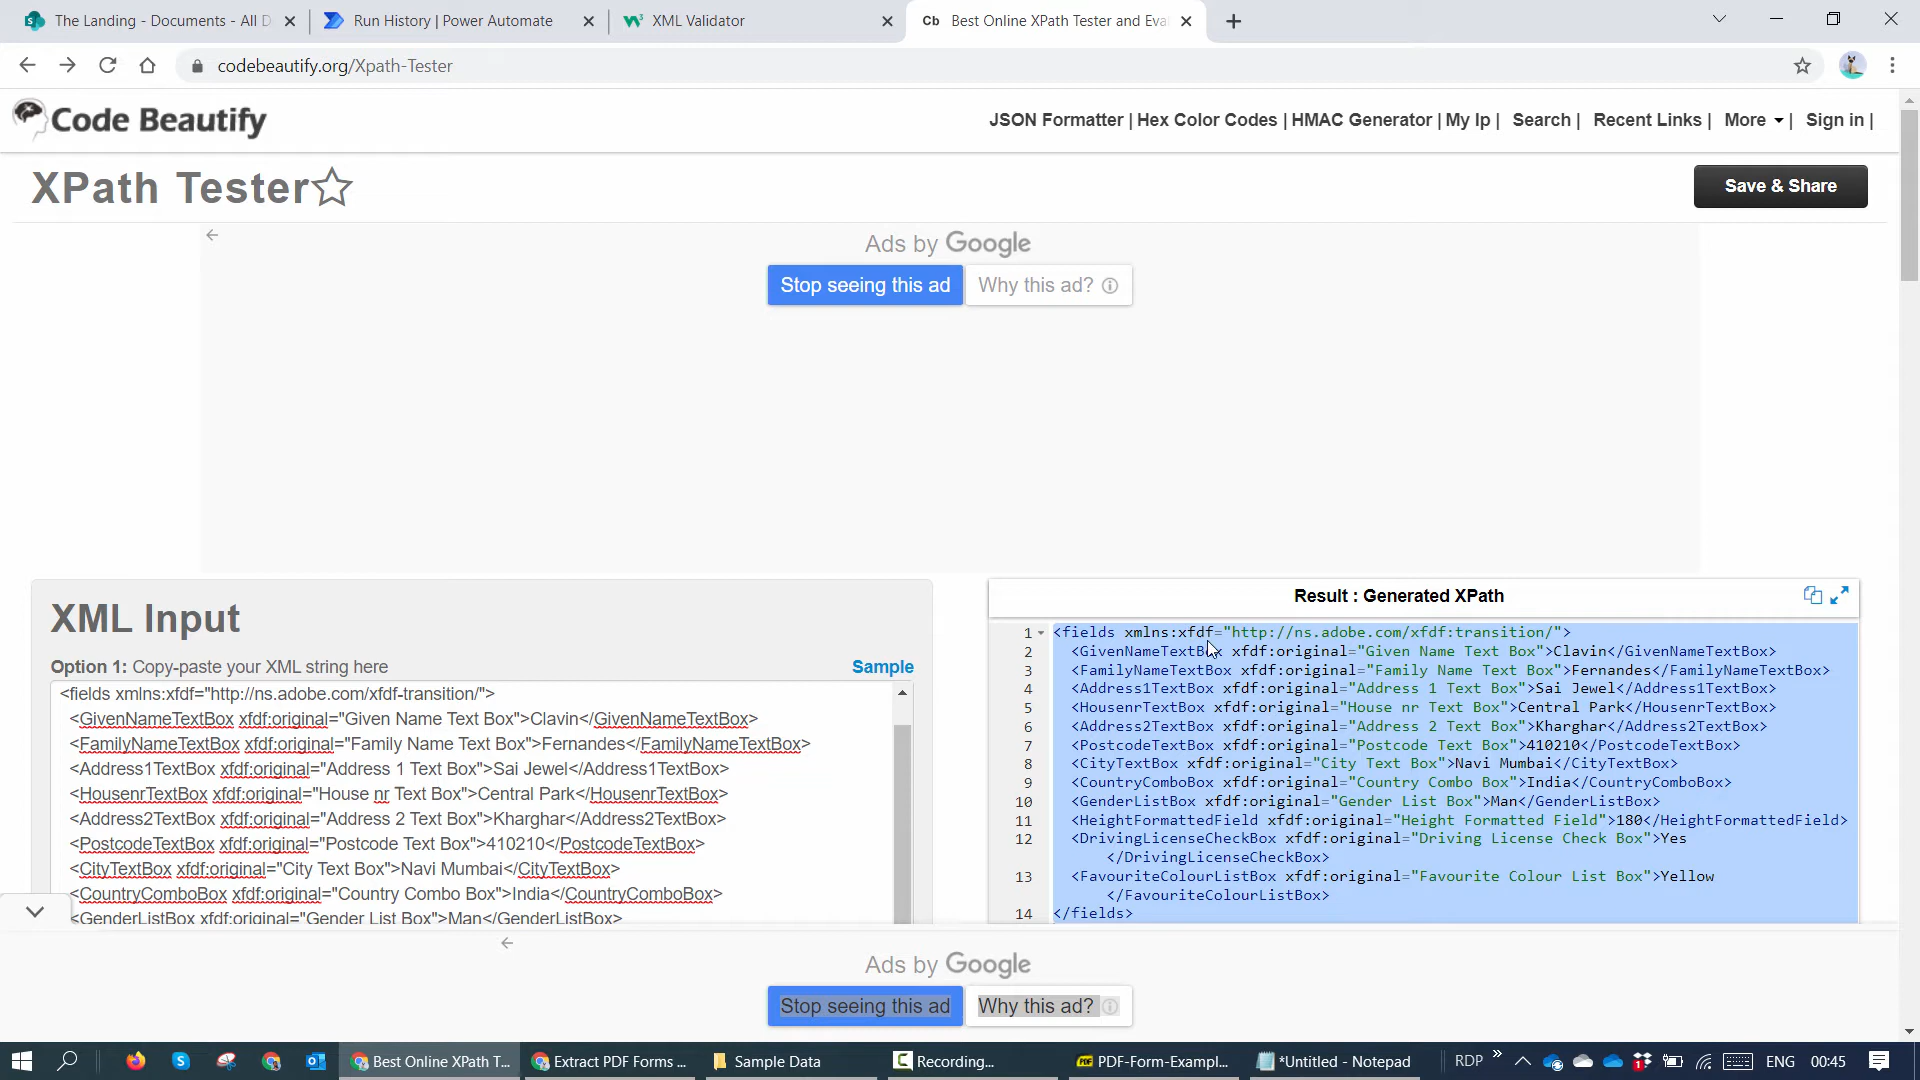 The Landing - Documents - All D
Run History | Power Automate
XML Validator
Cb Best Online XPath Tester and Eva
codebeautify.org/Xpath-Tester
Code Beautify
JSON Formatter | Hex Color Codes | HMAC Generator | My Ip | Search | Recent Links | More | Sign in |
XPath Tester
Save & Share
Ads by Google
Stop seeing this ad
Why this ad?
XML Input
Option 1: Copy-paste your XML string here
Sample
<fields xmlns:xfdf="http://ns.adobe.com/xfdf-transition/">
<GivenNameTextBox xfdf:original="Given Name Text Box">Clavin</GivenNameTextBox>
<FamilyNameTextBox xfdf:original="Family Name Text Box">Fernandes</FamilyNameTextBox>
<Address1TextBox xfdf:original="Address 1 Text Box">Sai Jewel</Address1TextBox>
<HousenrTextBox xfdf:original="House nr Text Box">Central Park</HousenrTextBox>
<Address2TextBox xfdf:original="Address 2 Text Box">Kharghar</Address2TextBox>
<PostcodeTextBox xfdf:original="Postcode Text Box">410210</PostcodeTextBox>
<CityTextBox xfdf:original="City Text Box">Navi Mumbai</CityTextBox>
<CountryComboBox xfdf:original="Country Combo Box">India</CountryComboBox>
<GenderListBox xfdf:original="Gender List Box">Man</GenderListBox>
Result : Generated XPath
1 <fields xmlns:xfdf="http://ns.adobe.com/xfdf:transition/">
2 <GivenNameTextBox xfdf:original="Given Name Text Box">Clavin</GivenNameTextBox>
3 <FamilyNameTextBox xfdf:original="Family Name Text Box">Fernandes</FamilyNameTextBox>
4 <Address1TextBox xfdf:original="Address 1 Text Box">Sai Jewel</Address1TextBox>
5 <HousenrTextBox xfdf:original="House nr Text Box">Central Park</HousenrTextBox>
6 <Address2TextBox xfdf:original="Address 2 Text Box">Kharghar</Address2TextBox>
7 <PostcodeTextBox xfdf:original="Postcode Text Box">410210</PostcodeTextBox>
8 <CityTextBox xfdf:original="City Text Box">Navi Mumbai</CityTextBox>
9 <CountryComboBox xfdf:original="Country Combo Box">India</CountryComboBox>
10 <GenderListBox xfdf:original="Gender List Box">Man</GenderListBox>
11 <HeightFormattedField xfdf:original="Height Formatted Field">180</HeightFormattedField>
12 <DrivingLicenseCheckBox xfdf:original="Driving License Check Box">Yes
</DrivingLicenseCheckBox>
13 <FavouriteColourListBox xfdf:original="Favourite Colour List Box">Yellow
</FavouriteColourListBox>
14 </fields>
Ads by Google
Stop seeing this ad
Why this ad?
Best Online XPath T...
Extract PDF Forms ...
Sample Data
Recording...
PDF-Form-Exampl...
*Untitled - Notepad
RDP
ENG
00:45